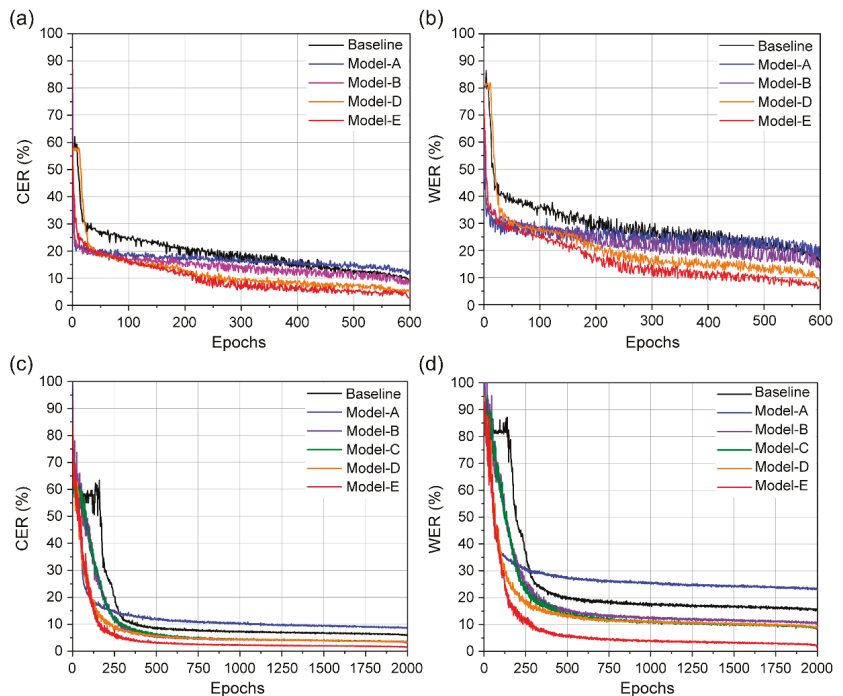 (a)
100
90
80
70
60
50
40
30
20
10
0
CER (%)
0 100 200 300 400 500 600
Epochs
Baseline
Model-A
Model-B
Model-D
Model-E
(b)
100
90
80
70
60
50
40
30
20
10
0
WER (%)
0 100 200 300 400 500 600
Epochs
Baseline
Model-A
Model-B
Model-D
Model-E
(c)
100
90
80
70
60
50
40
30
20
10
0
CER (%)
0 250 500 750 1000 1250 1500 1750 2000
Epochs
Baseline
Model-A
Model-B
Model-C
Model-D
Model-E
(d)
100
90
80
70
60
50
40
30
20
10
0
WER (%)
0 250 500 750 1000 1250 1500 1750 2000
Epochs
Baseline
Model-A
Model-B
Model-C
Model-D
Model-E